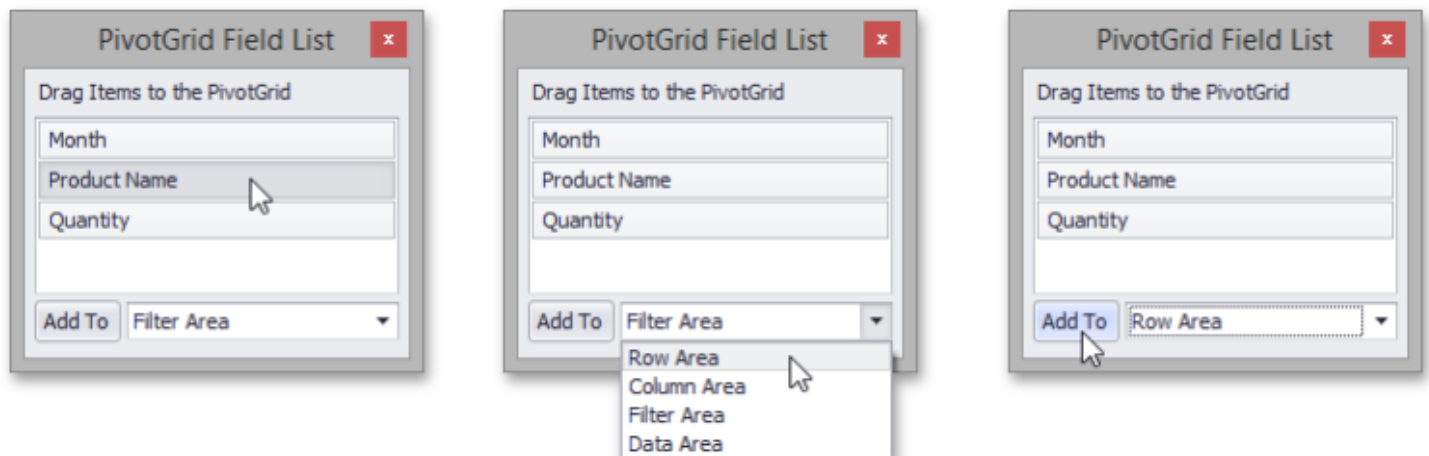 PivotGrid Field List x
Drag Items to the PivotGrid
Month
Product Name
Quantity
Add To Filter Area
PivotGrid Field List x
Drag Items to the PivotGrid
Month
Product Name
Quantity
Add To Filter Area
Row Area
Column Area
Filter Area
Data Area
PivotGrid Field List x
Drag Items to the PivotGrid
Month
Product Name
Quantity
Add To Row Area